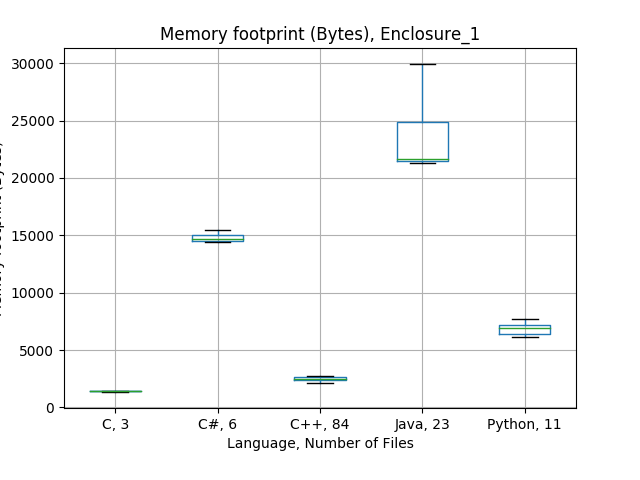 Memory footprint (Bytes), Enclosure_1
30000
25000
20000
15000
10000
5000
0
C, 3
C#, 6
C++, 84
Java, 23
Python, 11
Language, Number of Files